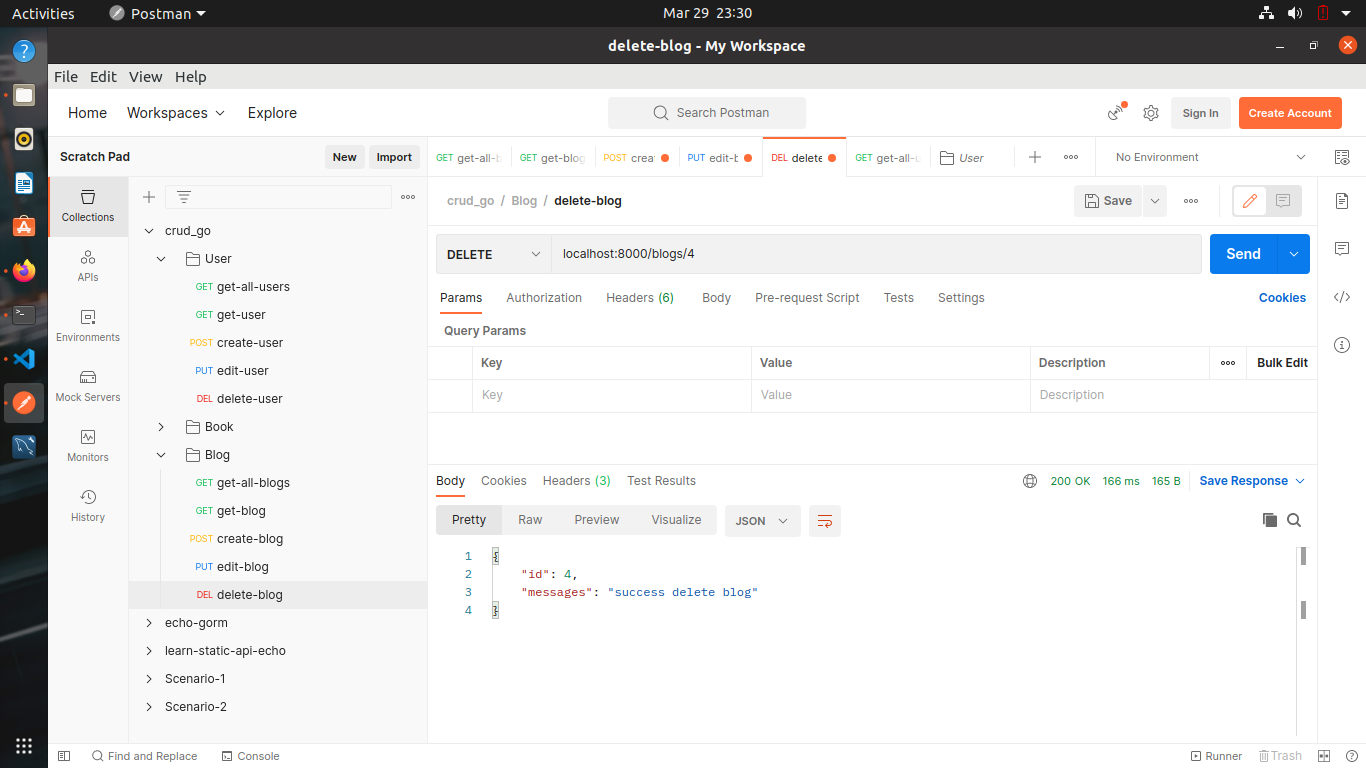 Activities
Postman
Mar 29 23:30
delete-blog - My Workspace
File Edit View Help
Home Workspaces Explore
Search Postman
Sign In
Create Account
Scratch Pad
New
Import
GET get-all-b
GET get-blog
POST creat
PUT edit-b
DEL delete
GET get-all-u
User
No Environment
Collections
APIs
Environments
Mock Servers
Monitors
History
crud_go
User
GET get-all-users
GET get-user
POST create-user
PUT edit-user
DEL delete-user
Book
Blog
GET get-all-blogs
GET get-blog
POST create-blog
PUT edit-blog
DEL delete-blog
echo-gorm
learn-static-api-echo
Scenario-1
Scenario-2
crud_go / Blog / delete-blog
Save
DELETE
localhost:8000/blogs/4
Send
Params Authorization Headers (6) Body Pre-request Script Tests Settings
Cookies
Query Params
Key Value Description
Bulk Edit
Key Value Description
Body Cookies Headers (3) Test Results
200 OK 166 ms 165 B
Save Response
Pretty Raw Preview Visualize
JSON
1 {
2 "id": 4,
3 "messages": "success delete blog"
4 }
Find and Replace
Console
Runner
Trash